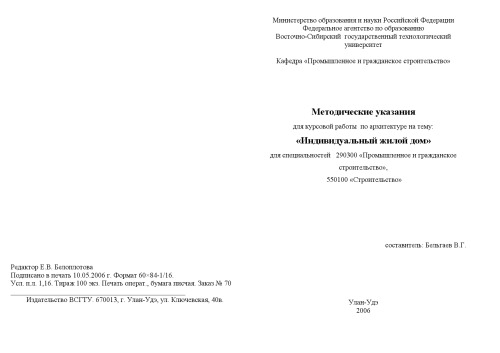 Министерство образования и науки Российской Федерации
Федеральное агентство по образованию
Восточно-Сибирский государственный технологический
университет
Кафедра «Промышленное и гражданское строительство»
Методические указания
для курсовой работы по архитектуре на тему:
«Индивидуальный жилой дом»
для специальностей 290300 «Промышленное и гражданское
строительство»,
550100 «Строительство»
составитель: Бельгаев В.Г.
Улан-Удэ
2006
Редактор Е.В. Белоплотова
Подписано в печать 10.05.2006 г. Формат 60×84-1/16.
Усл. п.л. 1,16. Тираж 100 экз. Печать операт., бумага писчая. Заказ № 70
Издательство ВСГТУ. 670013, г. Улан-Удэ, ул. Ключевская, 40в.